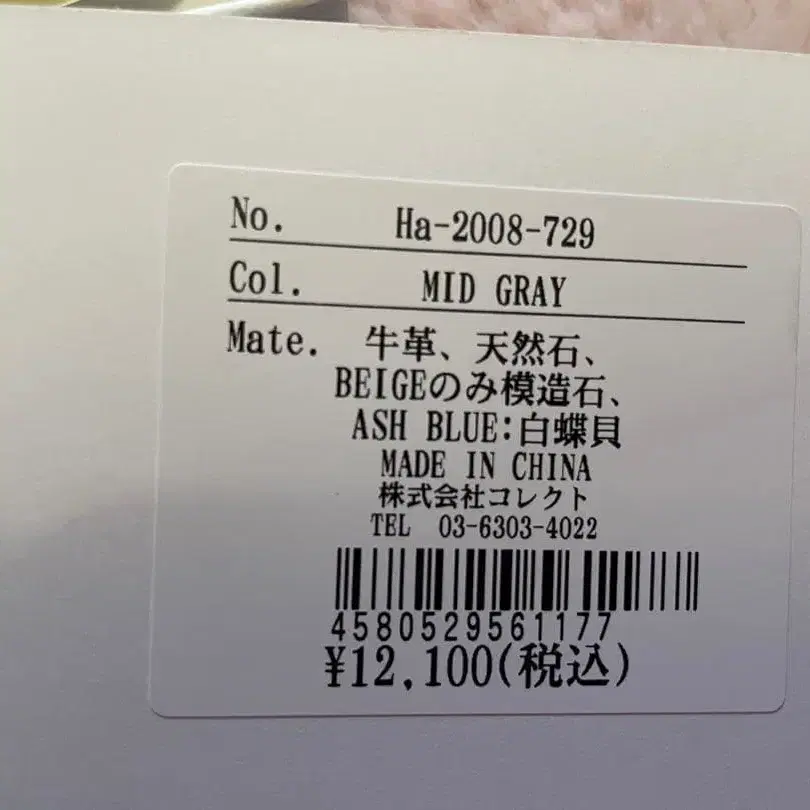 No. Ha-2008-729
Col. MID GRAY
Mate. 牛革、天然石、
BEIGEのみ模造石、
ASH BLUE:白蝶貝
MADE IN CHINA
株式会社コレクト
TEL 03-6303-4022
4580529561177
¥12,100(税込)